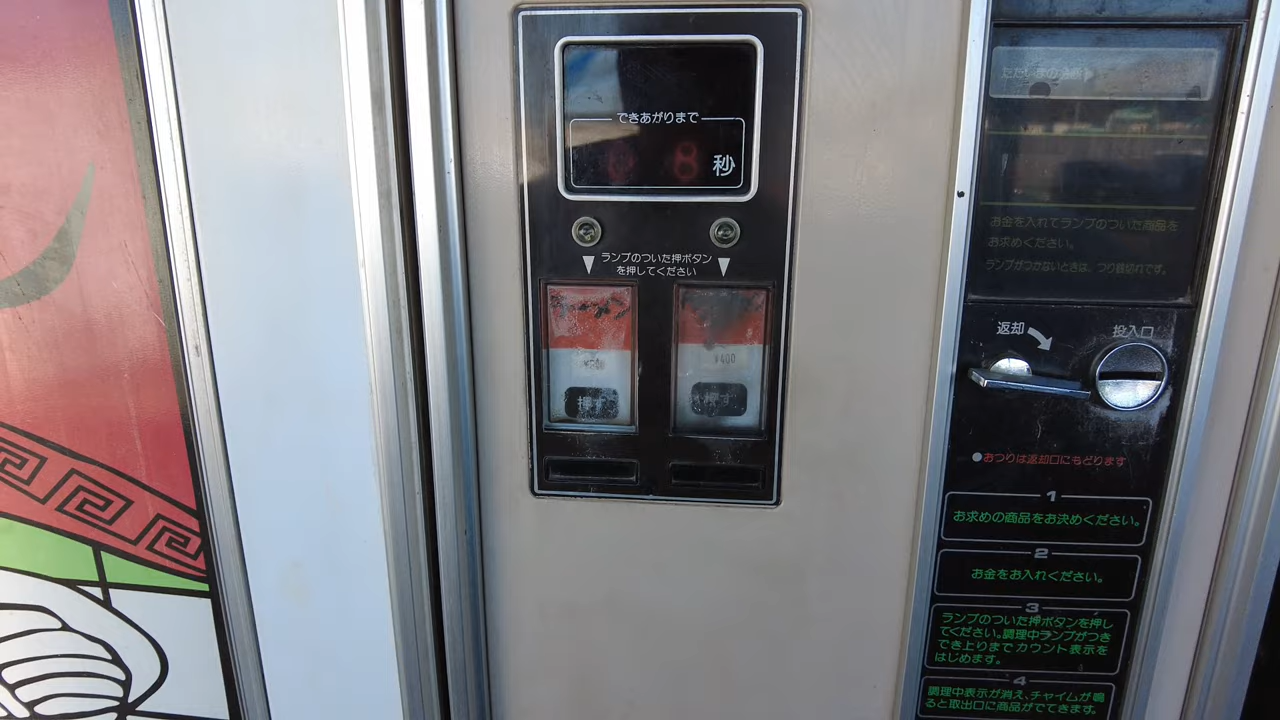 できあがりまで
8 秒
ランプのついた押ボタン
を押してください
¥400
押す
押す
ただいまの金額
お金を入れてランプのついた商品を
お求めください。
ランプがつかないときは、つり銭切れです。
返却
投入口
●おつりは返却口にもどります
1
お求めの商品をお決めください。
2
お金をお入れください。
3
ランプのついた押ボタンを押し
てください。調理中ランプがつき
でき上りまでカウント表示を
はじめます。
4
調理中表示が消え、チャイムが鳴
ると取出口に商品がでてきます。